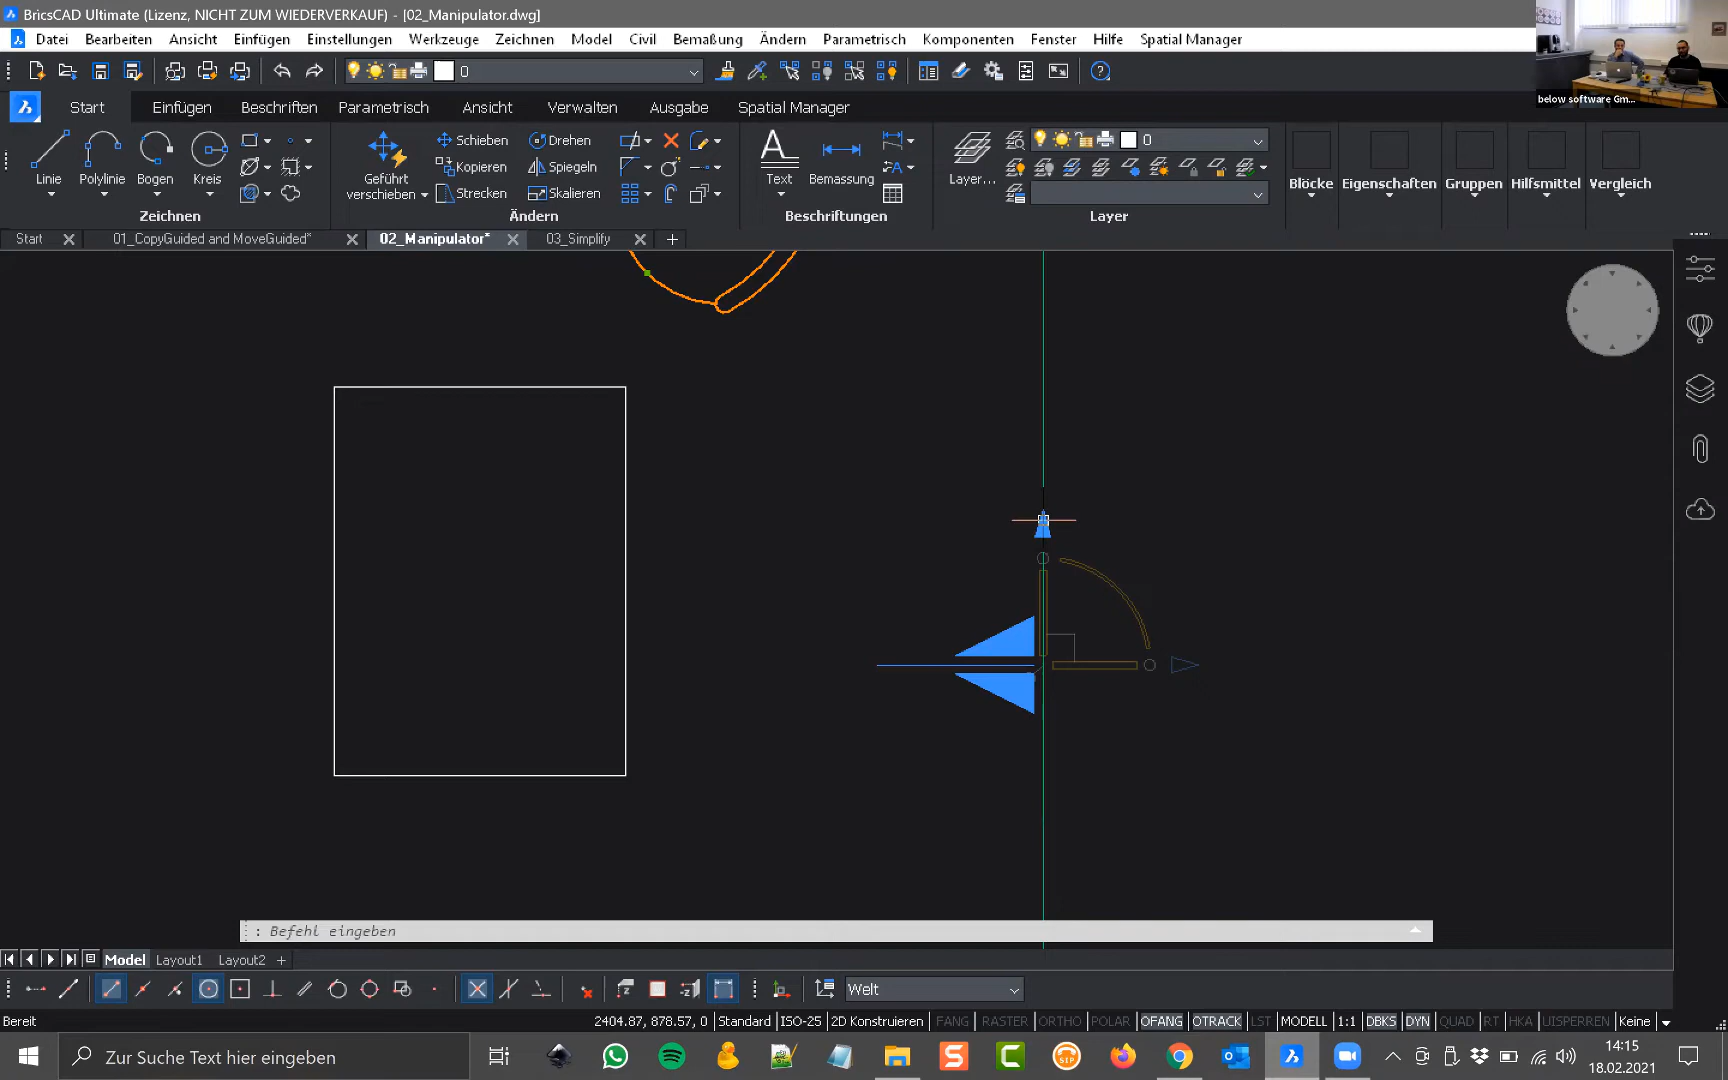 BricsCAD Ultimate (Lizenz, NICHT ZUM WIEDERVERKAUF) - [02_Manipulator.dwg]
Datei Bearbeiten Ansicht Einfügen Einstellungen Werkzeuge Zeichnen Model Civil Bemaßung Ändern Parametrisch Komponenten Fenster Hilfe Spatial Manager
below software Gm...
0
Start Einfügen Beschriften Parametrisch Ansicht Verwalten Ausgabe Spatial Manager
Linie Polylinie Bogen Kreis
Zeichnen
Geführt verschieben
Schieben Drehen
Kopieren Spiegeln
Strecken Skalieren
Ändern
Text Bemassung
Beschriftungen
Layer...
0
Layer
Blöcke Eigenschaften Gruppen Hilfsmittel Vergleich
Start 01_CopyGuided and MoveGuided* 02_Manipulator* 03_Simplify
: Befehl eingeben
Model Layout1 Layout2
Welt
Bereit 2404.87, 878.57, 0 Standard ISO-25 2D Konstruieren FANG RASTER ORTHO POLAR OFANG OTRACK LST MODELL 1:1 DBKS DYN QUAD RT HKA UISPERREN Keine
Zur Suche Text hier eingeben
14:15
18.02.2021